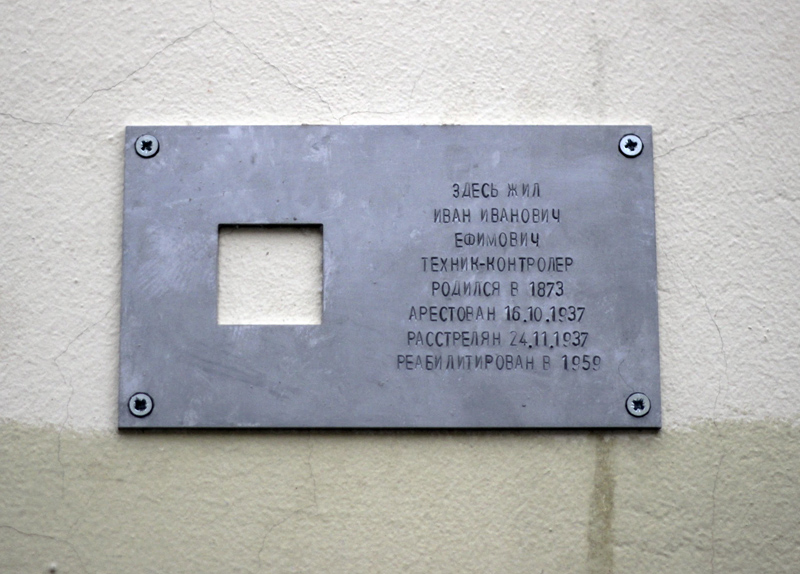 ЗДЕСЬ ЖИЛ
ИВАН ИВАНОВИЧ
ЕФИМОВИЧ
ТЕХНИК-КОНТРОЛЕР
РОДИЛСЯ В 1873
АРЕСТОВАН 16.10.1937
РАССТРЕЛЯН 24.11.1937
РЕАБИЛИТИРОВАН В 1959